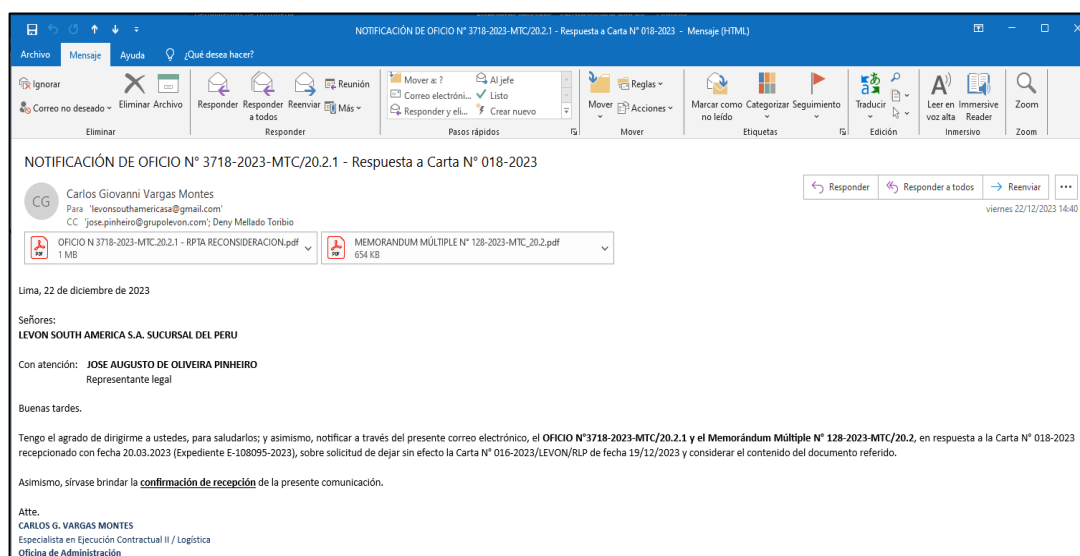 NOTIFICACIÓN DE OFICIO N° 3718-2023-MTC/20.2.1 - Respuesta a Carta N° 018-2023 - Mensaje (HTML)
Archivo Mensaje Ayuda ¿Qué desea hacer?
Ignorar
Correo no deseado
Eliminar Archivo
Eliminar
Responder Responder a todos Reenviar
Reunión
Más
Responder
Mover a: ? Al jefe
Correo electróni... Listo
Responder y eli... Crear nuevo
Pasos rápidos
Mover
Reglas
Acciones
Mover
Marcar como no leído Categorizar Seguimiento
Etiquetas
Traducir
Edición
Leer en voz alta Immersive Reader
Inmersivo
Zoom
Zoom
NOTIFICACIÓN DE OFICIO N° 3718-2023-MTC/20.2.1 - Respuesta a Carta N° 018-2023
CG
Carlos Giovanni Vargas Montes
Para 'levonsouthamericasa@gmail.com'
CC 'jose.pinheiro@grupolevon.com'; Deny Mellado Toribio
Responder Responder a todos Reenviar
viernes 22/12/2023 14:40
OFICIO N 3718-2023-MTC.20.2.1 - RPTA RECONSIDERACION.pdf
1 MB
MEMORANDUM MÚLTIPLE N° 128-2023-MTC_20.2.pdf
654 KB
Lima, 22 de diciembre de 2023
Señores:
LEVON SOUTH AMERICA S.A. SUCURSAL DEL PERU
Con atención: JOSE AUGUSTO DE OLIVEIRA PINHEIRO
Representante legal
Buenas tardes.
Tengo el agrado de dirigirme a ustedes, para saludarlos; y asimismo, notificar a través del presente correo electrónico, el OFICIO N°3718-2023-MTC/20.2.1 y el Memorándum Múltiple N° 128-2023-MTC/20.2, en respuesta a la Carta N° 018-2023
recepcionado con fecha 20.03.2023 (Expediente E-108095-2023), sobre solicitud de dejar sin efecto la Carta N° 016-2023/LEVON/RLP de fecha 19/12/2023 y considerar el contenido del documento referido.
Asimismo, sírvase brindar la confirmación de recepción de la presente comunicación.
Atte.
CARLOS G. VARGAS MONTES
Especialista en Ejecución Contractual II / Logística
Oficina de Administración